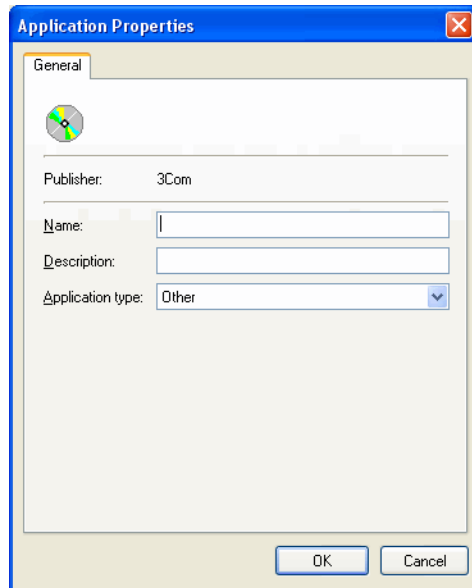 Application Properties
General
Publisher: 3Com
Name:
Description:
Application type: Other
OK Cancel